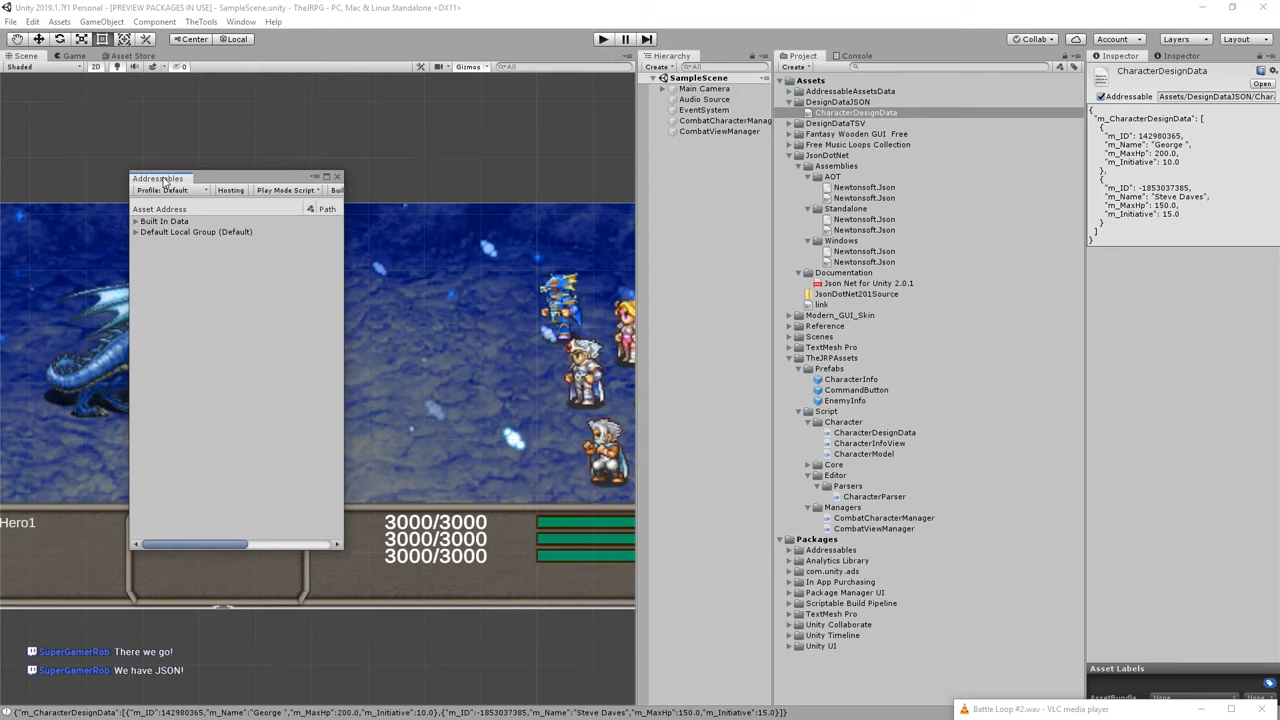 Unity 2019.1.7f1 Personal - [PREVIEW PACKAGES IN USE] - SampleScene.unity - TheJRPG - PC, Mac & Linux Standalone <DX11>
File Edit Assets GameObject Component TheTools Window Help
Center Local
Collab Account Layers Layout
Scene Game Asset Store
Shaded 2D 0 Gizmos All
Addressables
Profile: Default Hosting Play Mode Script Buil
Asset Address Path
Built In Data
Default Local Group (Default)
Hero1
3000/3000
3000/3000
3000/3000
SuperGamerRob There we go!
SuperGamerRob We have JSON!
Hierarchy
Create All
SampleScene
Main Camera
Audio Source
EventSystem
CombatCharacterManag
CombatViewManager
Project Console
Create
Assets
AddressableAssetsData
DesignDataJSON
CharacterDesignData
DesignDataTSV
Fantasy Wooden GUI Free
Free Music Loops Collection
JsonDotNet
Assemblies
AOT
Newtonsoft.Json
Newtonsoft.Json
Standalone
Newtonsoft.Json
Newtonsoft.Json
Windows
Newtonsoft.Json
Newtonsoft.Json
Documentation
Json Net for Unity 2.0.1
JsonDotNet201Source
link
Modern_GUI_Skin
Reference
Scenes
TextMesh Pro
TheJRPAssets
Prefabs
CharacterInfo
CommandButton
EnemyInfo
Script
Character
CharacterDesignData
CharacterInfoView
CharacterModel
Core
Editor
Parsers
CharacterParser
Managers
CombatCharacterManager
CombatViewManager
Packages
Addressables
Analytics Library
com.unity.ads
In App Purchasing
Package Manager UI
Scriptable Build Pipeline
TextMesh Pro
Unity Collaborate
Unity Timeline
Unity UI
Inspector Inspector
CharacterDesignData
Open
Addressable Assets/DesignDataJSON/Char
{
"m_CharacterDesignData": [
{
"m_ID": 142980365,
"m_Name": "George ",
"m_MaxHp": 200.0,
"m_Initiative": 10.0
},
{
"m_ID": -1853037385,
"m_Name": "Steve Daves",
"m_MaxHp": 150.0,
"m_Initiative": 15.0
}
]
}
Asset Labels
AssetBundle None None
{"m_CharacterDesignData":[{"m_ID":142980365,"m_Name":"George ","m_MaxHp":200.0,"m_Initiative":10.0},{"m_ID":-1853037385,"m_Name":"Steve Daves","m_MaxHp":150.0,"m_Initiative":15.0}]}
Battle Loop #2.wav - VLC media player